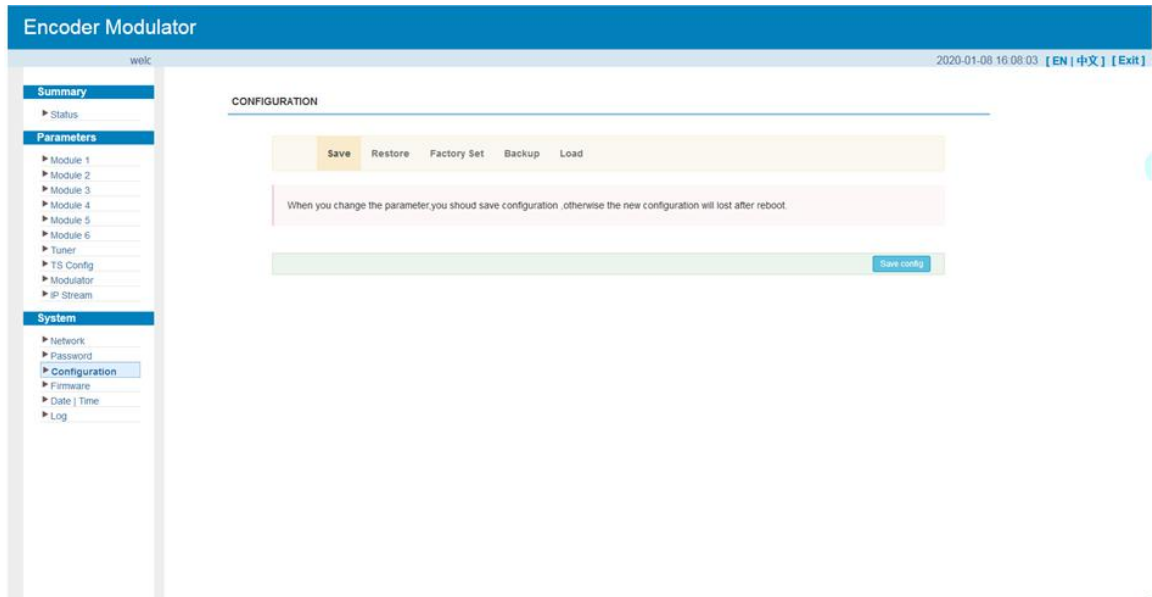 Encoder Modulator
welc
2020-01-08 16:08:03 [ EN | 中文 ] [ Exit ]
Summary
Status
Parameters
Module 1
Module 2
Module 3
Module 4
Module 5
Module 6
Tuner
TS Config
Modulator
IP Stream
System
Network
Password
Configuration
Firmware
Date | Time
Log
CONFIGURATION
Save Restore Factory Set Backup Load
When you change the parameter,you shoud save configuration ,otherwise the new configuration will lost after reboot.
Save config